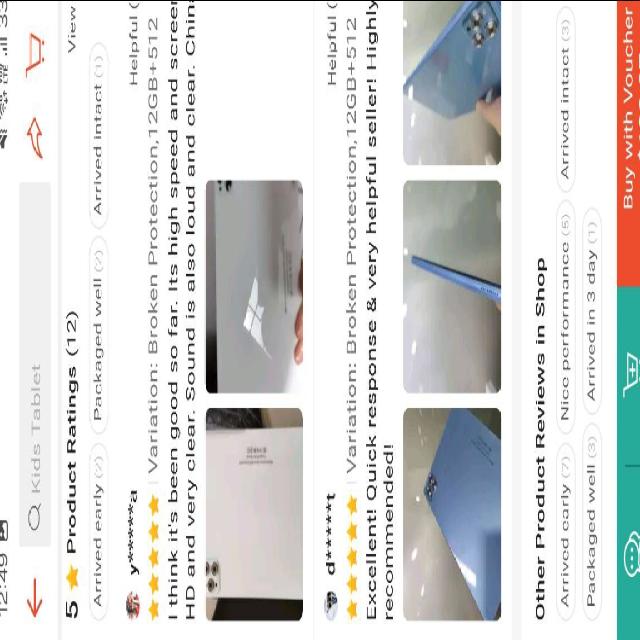 12:49
Kids Tablet
5 ★ Product Ratings (12)
View
Arrived early (2) Packaged well (2) Arrived intact (1)
y******a
Helpful (
Variation: Broken Protection,12GB+512
I think it's been good so far. Its high speed and screen
HD and very clear. Sound is also loud and clear. Chin
d******t
Helpful (
Variation: Broken Protection,12GB+512
Excellent! Quick response & very helpful seller! Highly
recommended!
Other Product Reviews in Shop
Arrived early (7) Nice performance (5) Arrived intact (3)
Packaged well (3) Arrived in 3 day (1)
Buy with Voucher